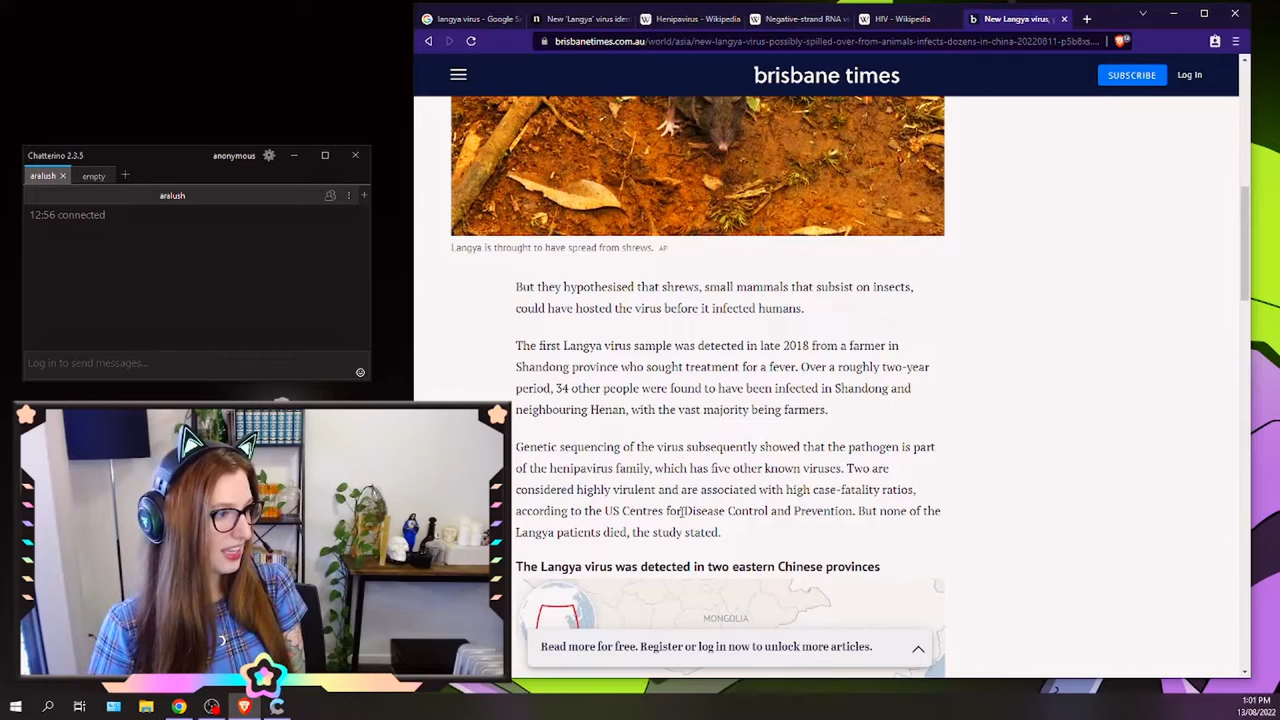 langya virus - Google S
New 'Langya' virus iden
Henipavirus - Wikipedia
Negative-strand RNA v
HIV - Wikipedia
New Langya virus, p
brisbanetimes.com.au/world/asia/new-langya-virus-possibly-spilled-over-from-animals-infects-dozens-in-china-20220811-p5b8xs....
brisbane times
SUBSCRIBE
Log In
Chatterino 2.3.5
anonymous
aralush
empty
aralush
12:56 connected
Log in to send messages...
Langya is throught to have spread from shrews. AP
But they hypothesised that shrews, small mammals that subsist on insects,
could have hosted the virus before it infected humans.
The first Langya virus sample was detected in late 2018 from a farmer in
Shandong province who sought treatment for a fever. Over a roughly two-year
period, 34 other people were found to have been infected in Shandong and
neighbouring Henan, with the vast majority being farmers.
Genetic sequencing of the virus subsequently showed that the pathogen is part
of the henipavirus family, which has five other known viruses. Two are
considered highly virulent and are associated with high case-fatality ratios,
according to the US Centres for Disease Control and Prevention. But none of the
Langya patients died, the study stated.
The Langya virus was detected in two eastern Chinese provinces
MONGOLIA
Read more for free. Register or log in now to unlock more articles.
1:01 PM
13/08/2022